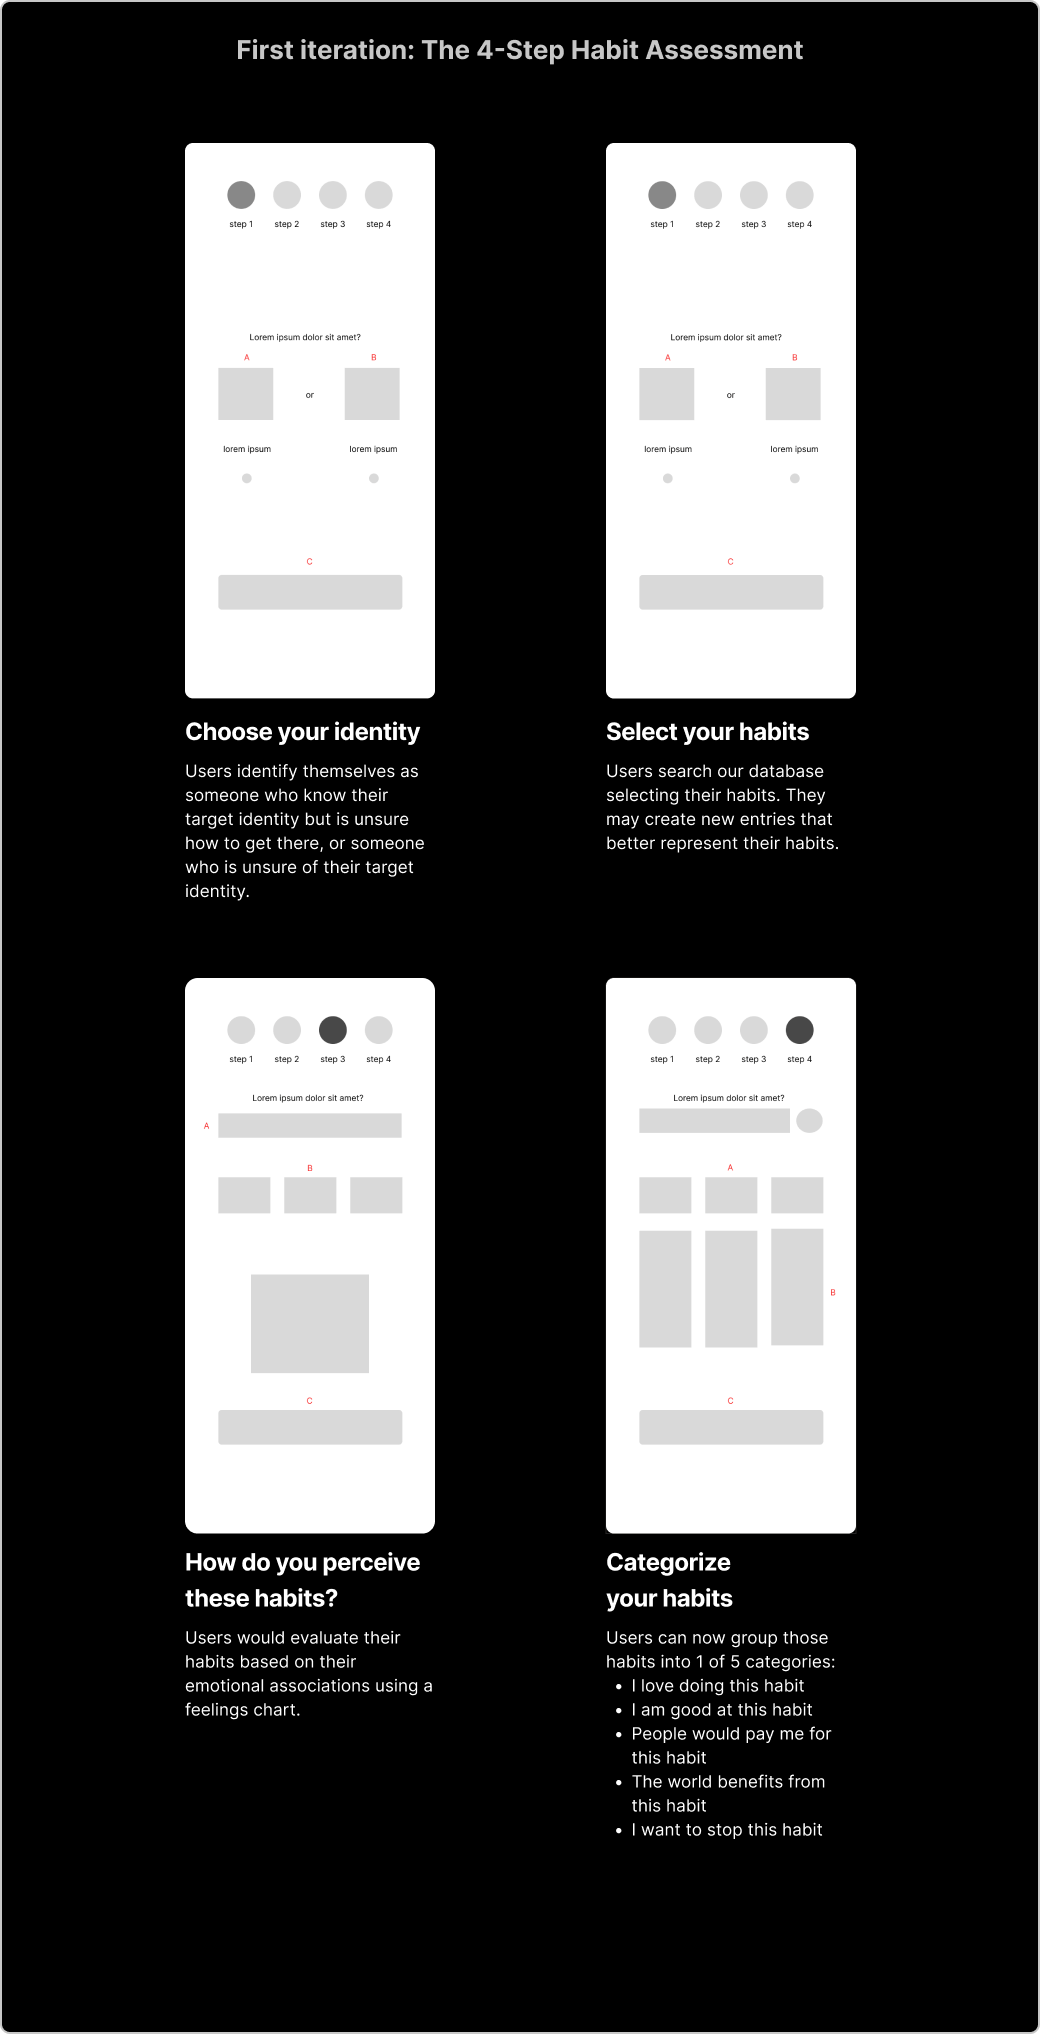 First iteration: The 4-Step Habit Assessment
step 1 step 2 step 3 step 4
Lorem ipsum dolor sit amet?
A B
or
lorem ipsum lorem ipsum
C
Choose your identity
Users identify themselves as
someone who know their
target identity but is unsure
how to get there, or someone
who is unsure of their target
identity.
step 1 step 2 step 3 step 4
Lorem ipsum dolor sit amet?
A B
or
lorem ipsum lorem ipsum
C
Select your habits
Users search our database
selecting their habits. They
may create new entries that
better represent their habits.
step 1 step 2 step 3 step 4
Lorem ipsum dolor sit amet?
A
B
C
How do you perceive
these habits?
Users would evaluate their
habits based on their
emotional associations using a
feelings chart.
step 1 step 2 step 3 step 4
Lorem ipsum dolor sit amet?
A
B
C
Categorize
your habits
Users can now group those
habits into 1 of 5 categories:
• I love doing this habit
• I am good at this habit
• People would pay me for
this habit
• The world benefits from
this habit
• I want to stop this habit